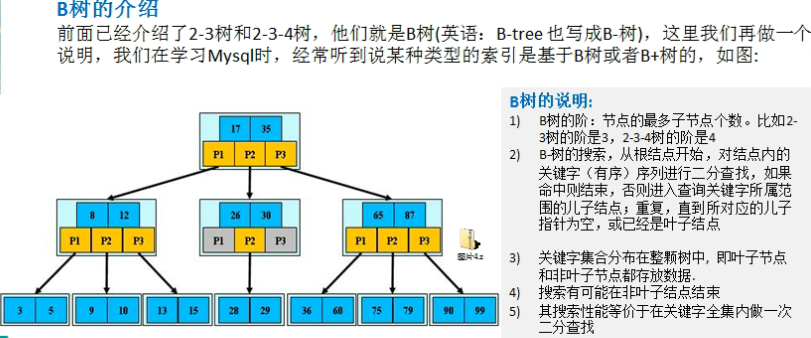 B树的介绍
前面已经介绍了2-3树和2-3-4树，他们就是B树(英语：B-tree 也写成B-树)，这里我们再做一个
说明，我们在学习Mysql时，经常听到说某种类型的索引是基于B树或者B+树的，如图:
17 35
P1 P2 P3
8 12
P1 P2 P3
26 30
P1 P2 P3
65 87
P1 P2 P3
图片4.z
3 5
9 10
13 15
28 29
36 60
75 79
90 99
B树的说明:
1) B树的阶：节点的最多子节点个数。比如2-
3树的阶是3，2-3-4树的阶是4
2) B-树的搜索，从根结点开始，对结点内的
关键字（有序）序列进行二分查找，如果
命中则结束，否则进入查询关键字所属范
围的儿子结点；重复，直到所对应的儿子
指针为空，或已经是叶子结点
3) 关键字集合分布在整颗树中, 即叶子节点
和非叶子节点都存放数据.
4) 搜索有可能在非叶子结点结束
5) 其搜索性能等价于在关键字全集内做一次
二分查找